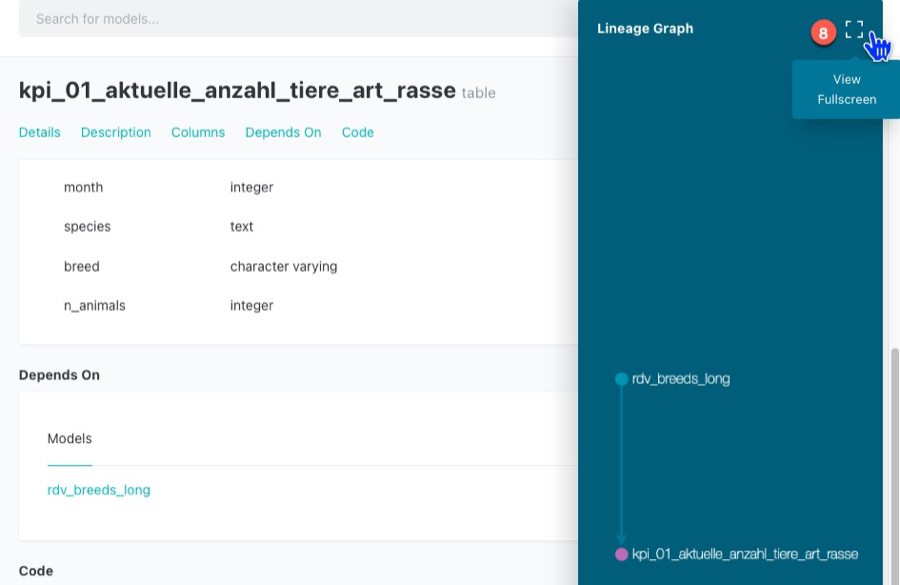 Search for models...
kpi_01_aktuelle_anzahl_tiere_art_rasse table
Details Description Columns Depends On Code
month integer
species text
breed character varying
n_animals integer
Depends On
Models
rdv_breeds_long
Code
Lineage Graph
8
View
Fullscreen
rdv_breeds_long
kpi_01_aktuelle_anzahl_tiere_art_rasse